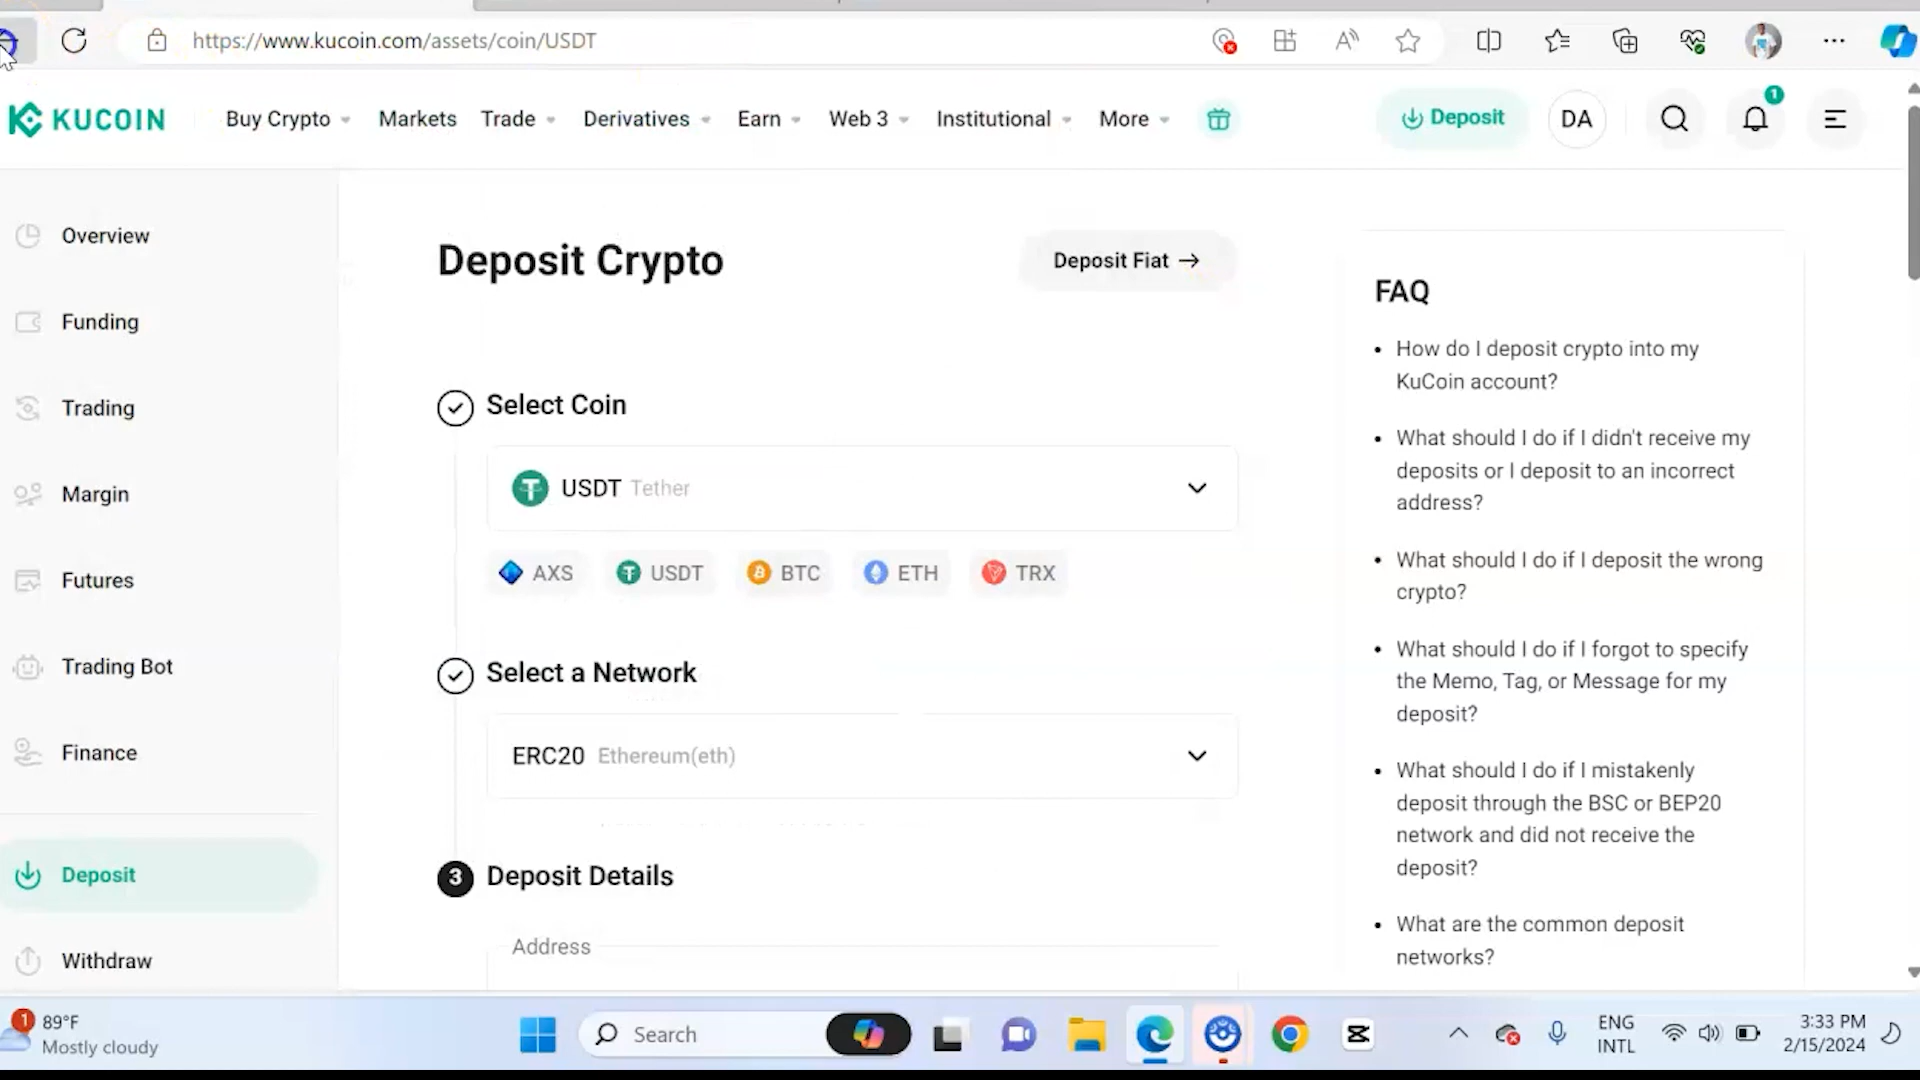 https://www.kucoin.com/assets/coin/USDT
KUCOIN
Buy Crypto
Markets
Trade
Derivatives
Earn
Web 3
Institutional
More
Deposit
DA
1
Overview
Funding
Trading
Margin
Futures
Trading Bot
Finance
Deposit
Withdraw
Deposit Crypto
Deposit Fiat →
Select Coin
USDT Tether
AXS
USDT
BTC
ETH
TRX
Select a Network
ERC20 Ethereum(eth)
3 Deposit Details
Address
FAQ
• How do I deposit crypto into my
KuCoin account?
• What should I do if I didn't receive my
deposits or I deposit to an incorrect
address?
• What should I do if I deposit the wrong
crypto?
• What should I do if I forgot to specify
the Memo, Tag, or Message for my
deposit?
• What should I do if I mistakenly
deposit through the BSC or BEP20
network and did not receive the
deposit?
• What are the common deposit
networks?
1
89°F
Mostly cloudy
Search
ENG
INTL
3:33 PM
2/15/2024